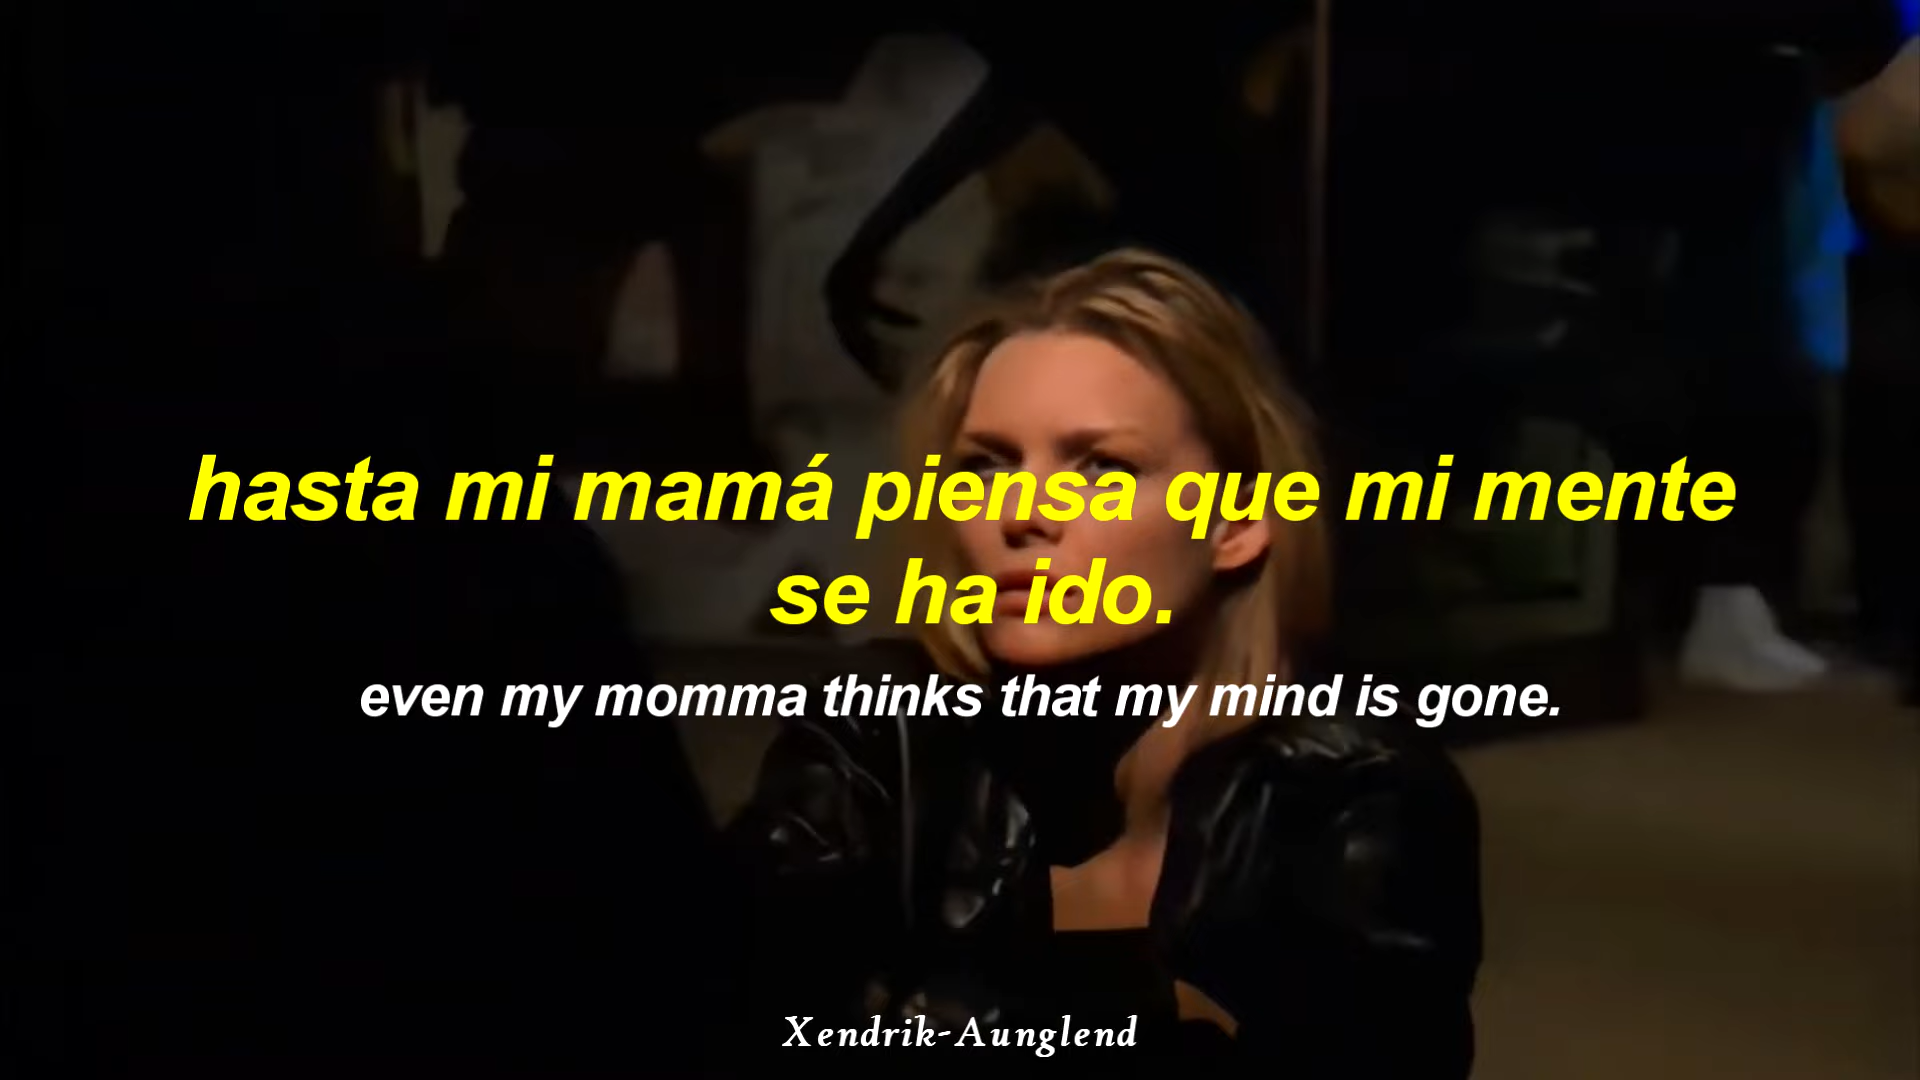 hasta mi mamá piensa que mi mente
se ha ido.
even my momma thinks that my mind is gone.
Xendrik-Aunglend